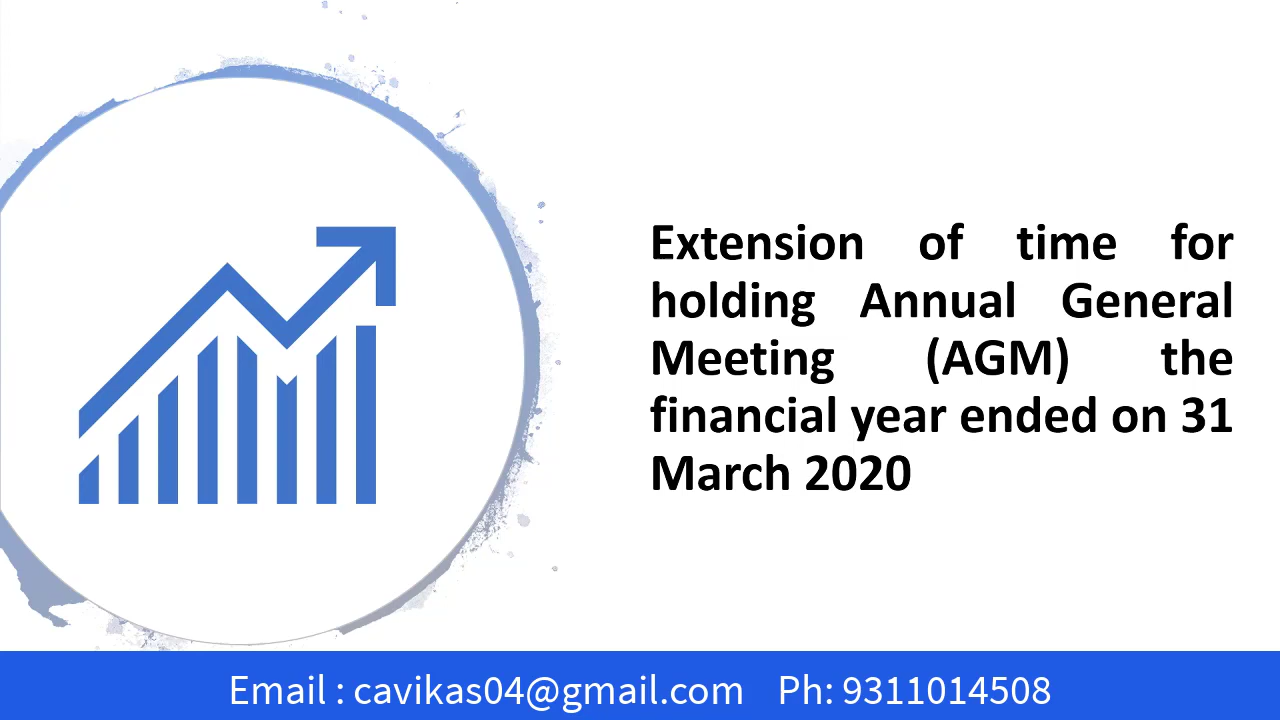 Extension of time for
holding Annual General
Meeting (AGM) the
financial year ended on 31
March 2020
Email : cavikas04@gmail.com Ph: 9311014508